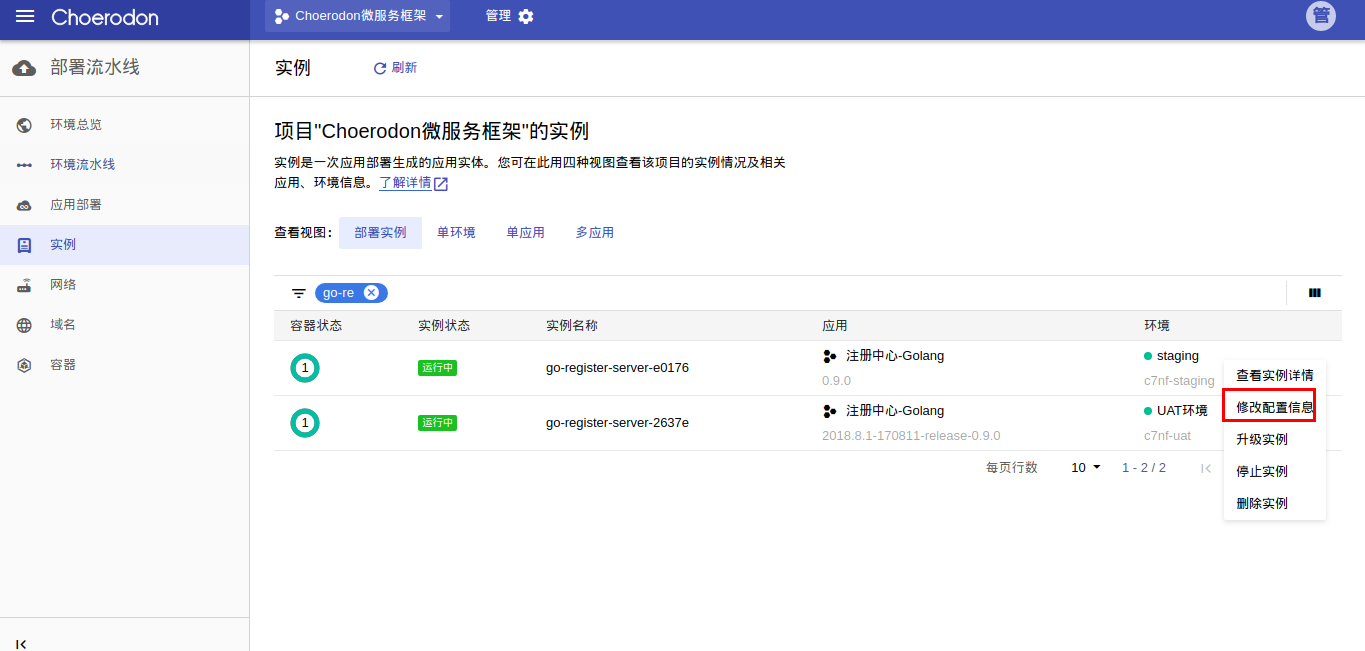 Choerodon
Choerodon微服务框架
管理
管
部署流水线
实例
刷新
环境总览
环境流水线
应用部署
实例
网络
域名
容器
项目"Choerodon微服务框架"的实例
实例是一次应用部署生成的应用实体。您可在此用四种视图查看该项目的实例情况及相关
应用、环境信息。了解详情
查看视图：
部署实例
单环境
单应用
多应用
go-re
容器状态
实例状态
实例名称
应用
环境
1
运行中
go-register-server-e0176
注册中心-Golang
0.9.0
staging
c7nf-staging
1
运行中
go-register-server-2637e
注册中心-Golang
2018.8.1-170811-release-0.9.0
UAT环境
c7nf-uat
查看实例详情
修改配置信息
升级实例
停止实例
删除实例
每页行数
10
1 - 2 / 2